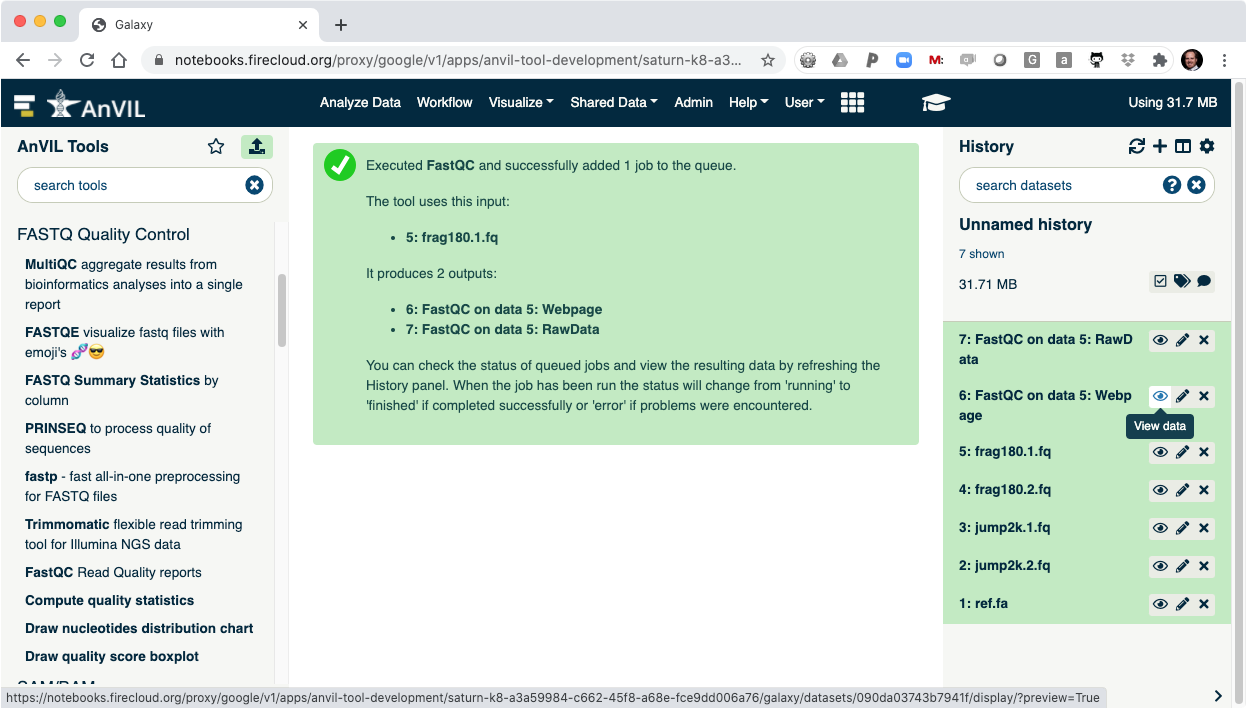 Galaxy
notebooks.firecloud.org/proxy/google/v1/apps/anvil-tool-development/saturn-k8-a3...
AnVIL
Analyze Data Workflow Visualize Shared Data Admin Help User
Using 31.7 MB
AnVIL Tools
search tools
FASTQ Quality Control
MultiQC aggregate results from
bioinformatics analyses into a single
report
FASTQE visualize fastq files with
emoji's 🧬😎
FASTQ Summary Statistics by
column
PRINSEQ to process quality of
sequences
fastp - fast all-in-one preprocessing
for FASTQ files
Trimmomatic flexible read trimming
tool for Illumina NGS data
FastQC Read Quality reports
Compute quality statistics
Draw nucleotides distribution chart
Draw quality score boxplot
SAM/BAM
Executed FastQC and successfully added 1 job to the queue.
The tool uses this input:
• 5: frag180.1.fq
It produces 2 outputs:
• 6: FastQC on data 5: Webpage
• 7: FastQC on data 5: RawData
You can check the status of queued jobs and view the resulting data by refreshing the
History panel. When the job has been run the status will change from 'running' to
'finished' if completed successfully or 'error' if problems were encountered.
History
search datasets
Unnamed history
7 shown
31.71 MB
7: FastQC on data 5: RawD
ata
6: FastQC on data 5: Webp
age
View data
5: frag180.1.fq
4: frag180.2.fq
3: jump2k.1.fq
2: jump2k.2.fq
1: ref.fa
https://notebooks.firecloud.org/proxy/google/v1/apps/anvil-tool-development/saturn-k8-a3a59984-c662-45f8-a68e-fce9dd006a76/galaxy/datasets/090da03743b7941f/display/?preview=True